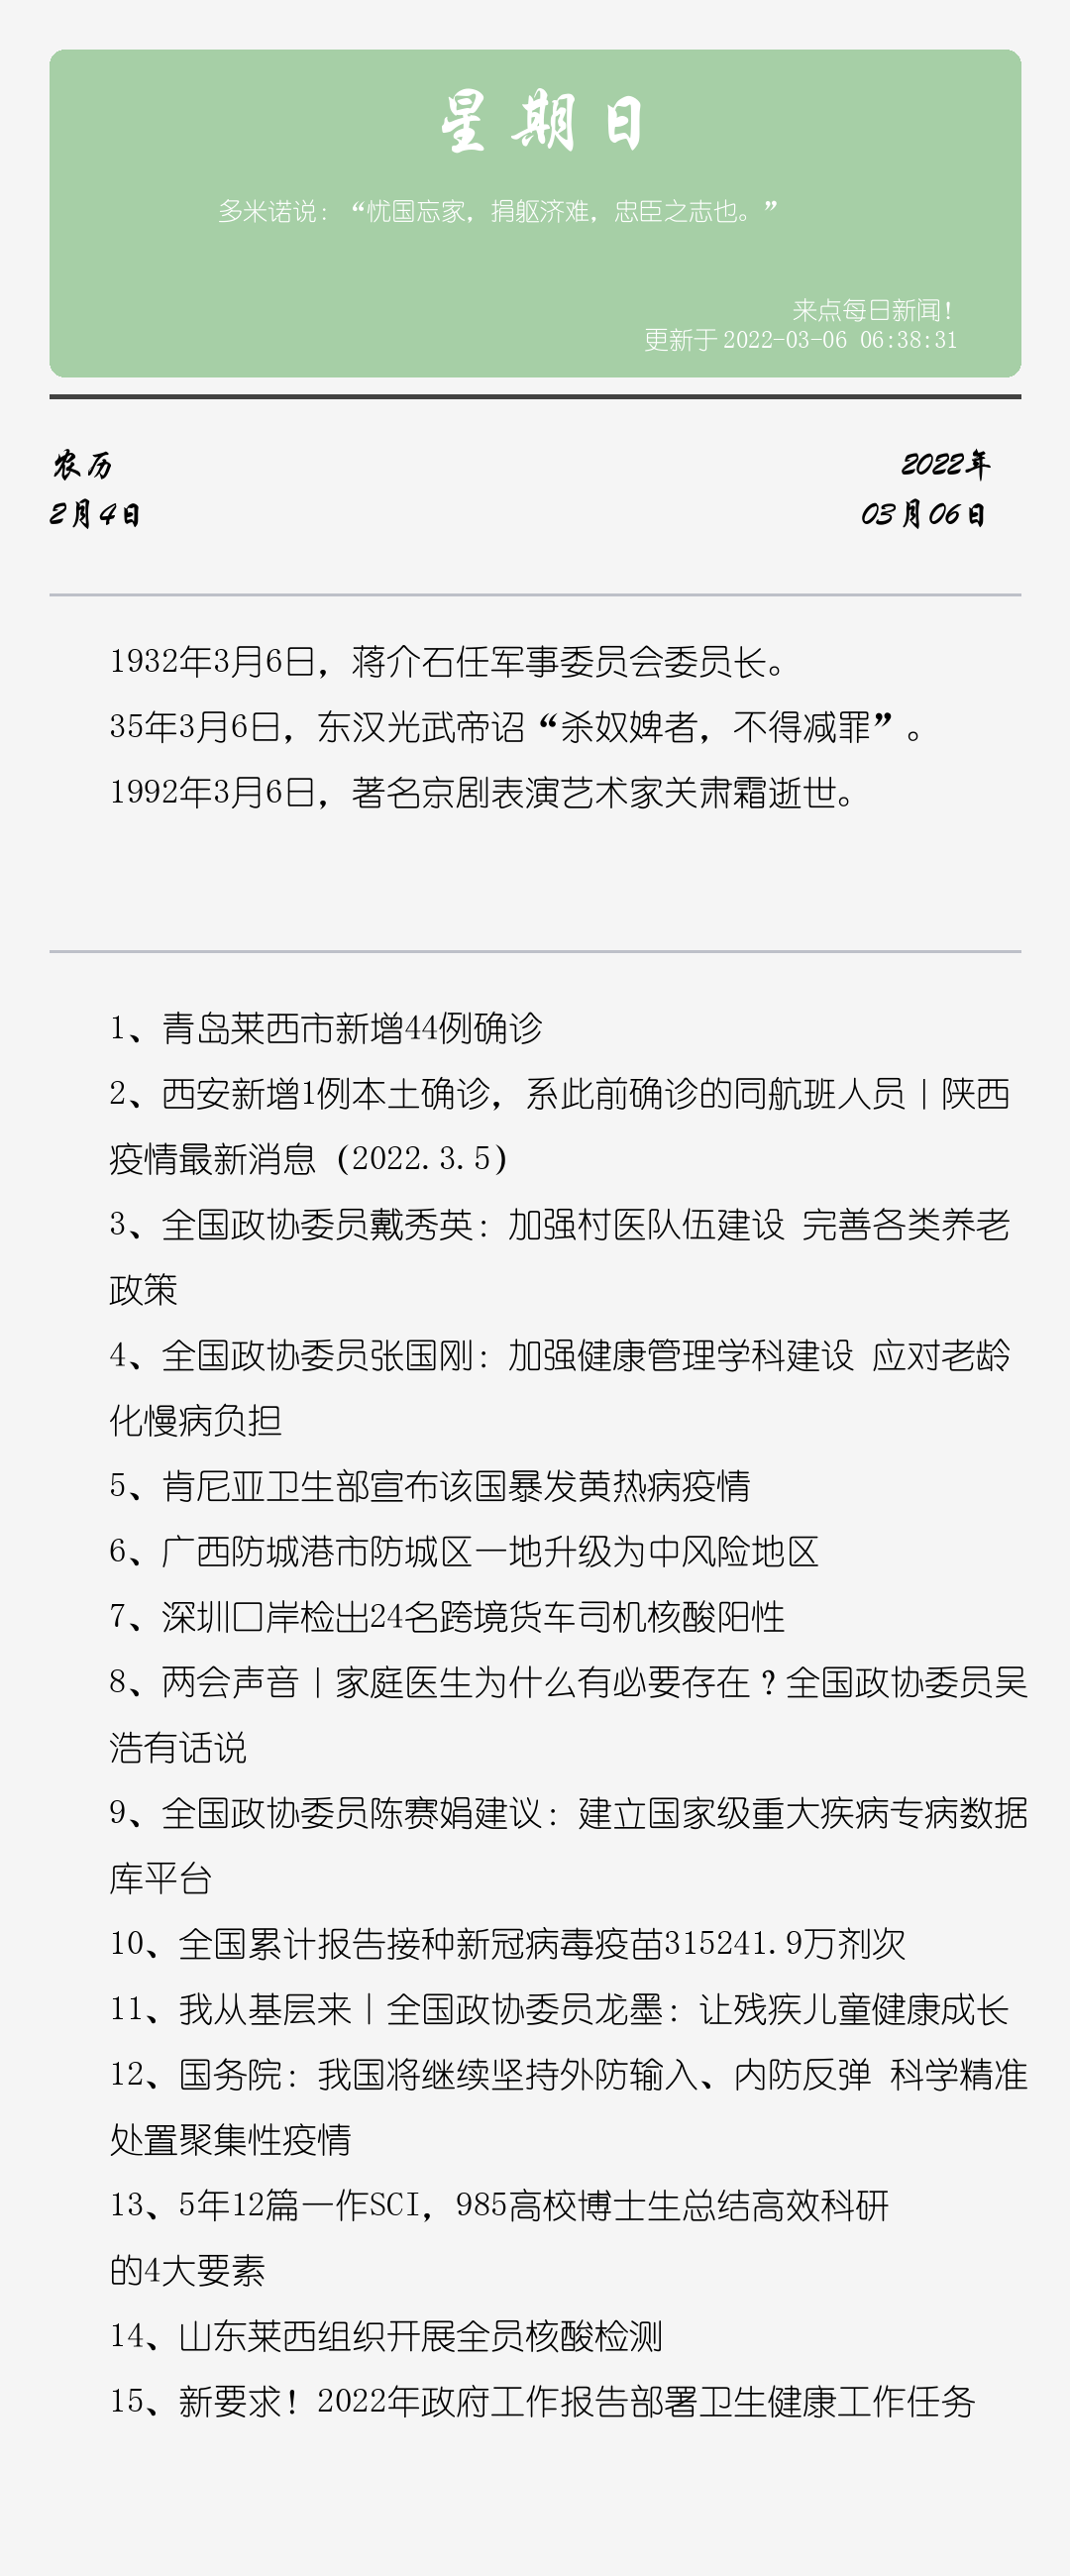 星期日
多米诺说：“忧国忘家，捐躯济难，忠臣之志也。”
来点每日新闻！
更新于 2022-03-06 06:38:31
农历
2022年
2月4日
03月06日
1932年3月6日，蒋介石任军事委员会委员长。
35年3月6日，东汉光武帝诏“杀奴婢者，不得减罪”。
1992年3月6日，著名京剧表演艺术家关肃霜逝世。
1、青岛莱西市新增44例确诊
2、西安新增1例本土确诊，系此前确诊的同航班人员丨陕西
疫情最新消息（2022.3.5）
3、全国政协委员戴秀英：加强村医队伍建设 完善各类养老
政策
4、全国政协委员张国刚：加强健康管理学科建设 应对老龄
化慢病负担
5、肯尼亚卫生部宣布该国暴发黄热病疫情
6、广西防城港市防城区一地升级为中风险地区
7、深圳口岸检出24名跨境货车司机核酸阳性
8、两会声音丨家庭医生为什么有必要存在？全国政协委员吴
浩有话说
9、全国政协委员陈赛娟建议：建立国家级重大疾病专病数据
库平台
10、全国累计报告接种新冠病毒疫苗315241.9万剂次
11、我从基层来丨全国政协委员龙墨：让残疾儿童健康成长
12、国务院：我国将继续坚持外防输入、内防反弹 科学精准
处置聚集性疫情
13、5年12篇一作SCI，985高校博士生总结高效科研
的4大要素
14、山东莱西组织开展全员核酸检测
15、新要求！2022年政府工作报告部署卫生健康工作任务